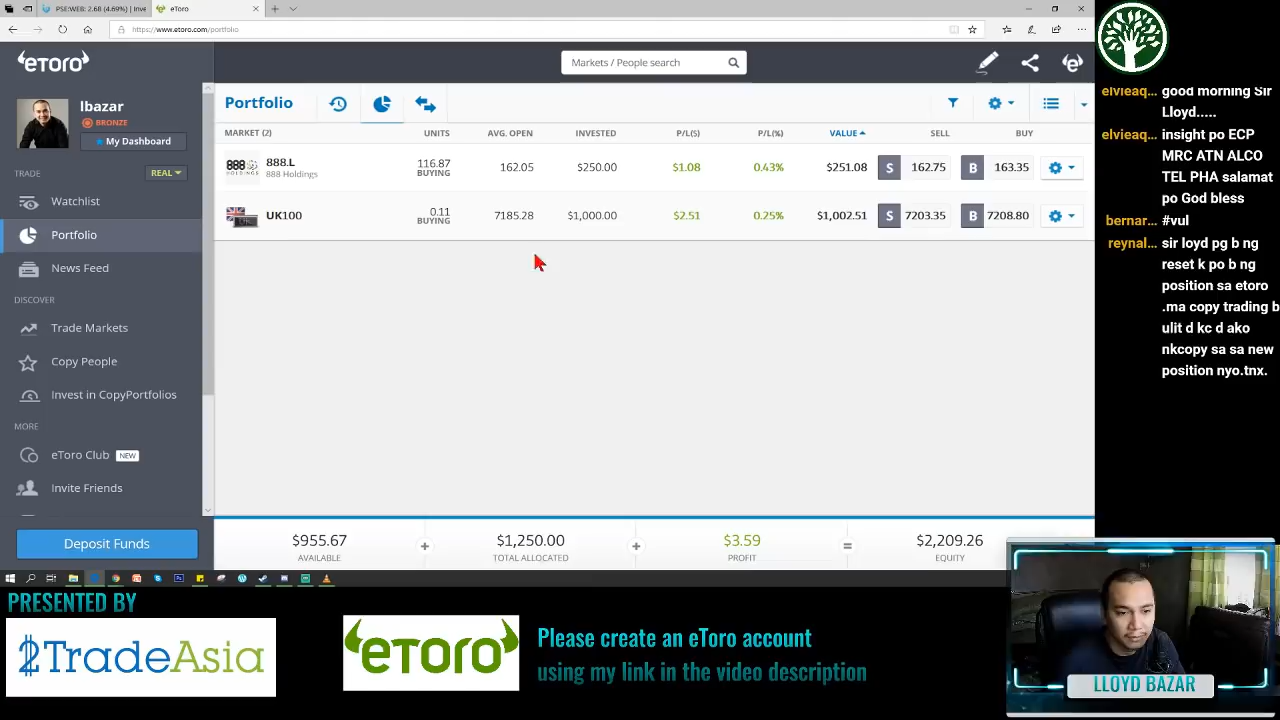 PSE:WEB: 2.6B (4.69%) | Inve
eToro
https://www.etoro.com/portfolio
eToro
Markets / People search
lbazar
BRONZE
My Dashboard
TRADE
REAL
Watchlist
Portfolio
News Feed
DISCOVER
Trade Markets
Copy People
Invest in CopyPortfolios
MORE
eToro Club NEW
Invite Friends
Deposit Funds
Portfolio
MARKET (2) UNITS AVG. OPEN INVESTED P/L($) P/L(%) VALUE SELL BUY
888.L
888 Holdings
116.87
BUYING
162.05 $250.00 $1.08 0.43% $251.08 S 162.75 B 163.35
UK100
0.11
BUYING
7185.28 $1,000.00 $2.51 0.25% $1,002.51 S 7203.35 B 7208.80
$955.67 + $1,250.00 + $3.59 = $2,209.26
AVAILABLE TOTAL ALLOCATED PROFIT EQUITY
elvieaq... good morning Sir
Lloyd.....
elvieaq... insight po ECP
MRC ATN ALCO
TEL PHA salamat
po God bless
bernar... #vul
reynal... sir loyd pg b ng
reset k po b ng
position sa etoro
.ma copy trading b
ulit d kc d ako
nkcopy sa sa new
position nyo.tnx.
PRESENTED BY
2TradeAsia
eToro
Please create an eToro account
using my link in the video description
LLOYD BAZAR